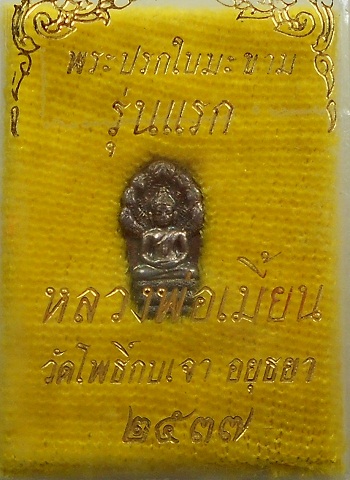 พระปรกใบมะขาม
รุ่นแรก
หลวงพ่อเมี้ยน
วัดโพธิ์กบเจา อยุธยา
๒๕๓๗